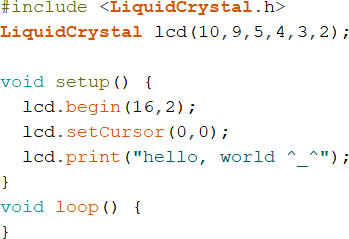 #include <LiquidCrystal.h>
LiquidCrystal lcd(10,9,5,4,3,2);

void setup() {
  lcd.begin(16,2);
  lcd.setCursor(0,0);
  lcd.print("hello, world ^_^");
}
void loop() {
}